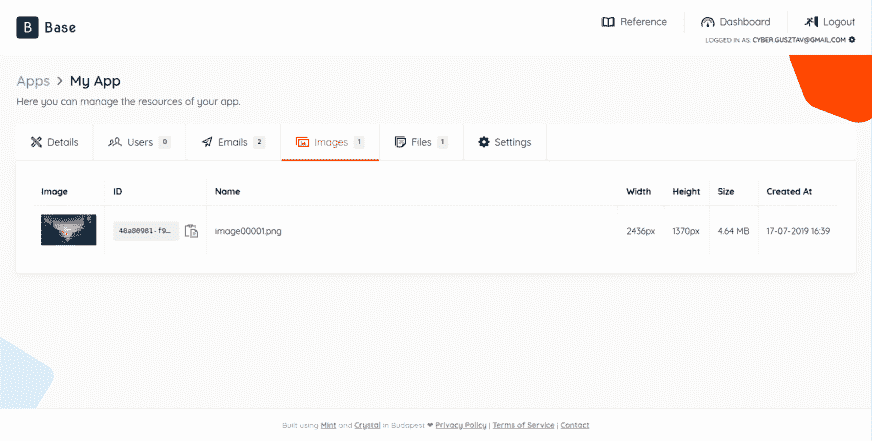 B Base
Reference Dashboard Logout
LOGGED IN AS: CYBER.GUSZTAV@GMAIL.COM
Apps > My App
Here you can manage the resources of your app.
Details Users 0 Emails 2 Images 1 Files 1 Settings
Image ID Name Width Height Size Created At
40a80981-f9… image00001.png 2436px 1370px 4.64 MB 17-07-2019 16:39
Built using Mint and Crystal in Budapest ❤ Privacy Policy | Terms of Service | Contact